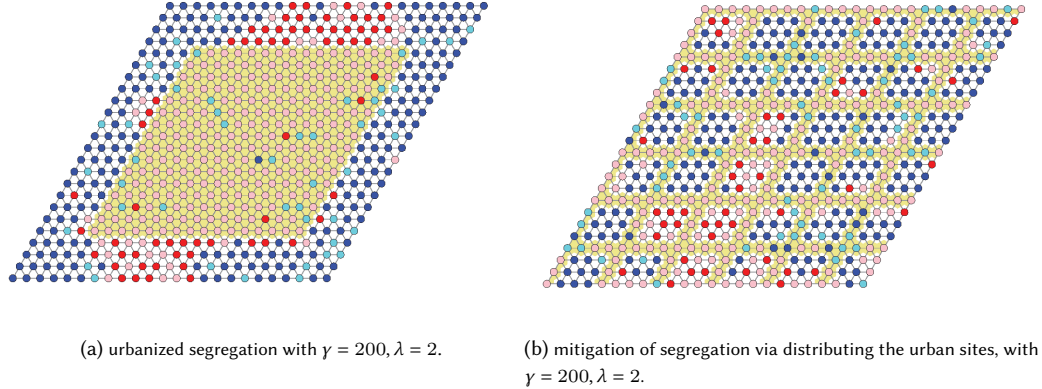 (a) urbanized segregation with γ = 200, λ = 2.
(b) mitigation of segregation via distributing the urban sites, with
γ = 200, λ = 2.